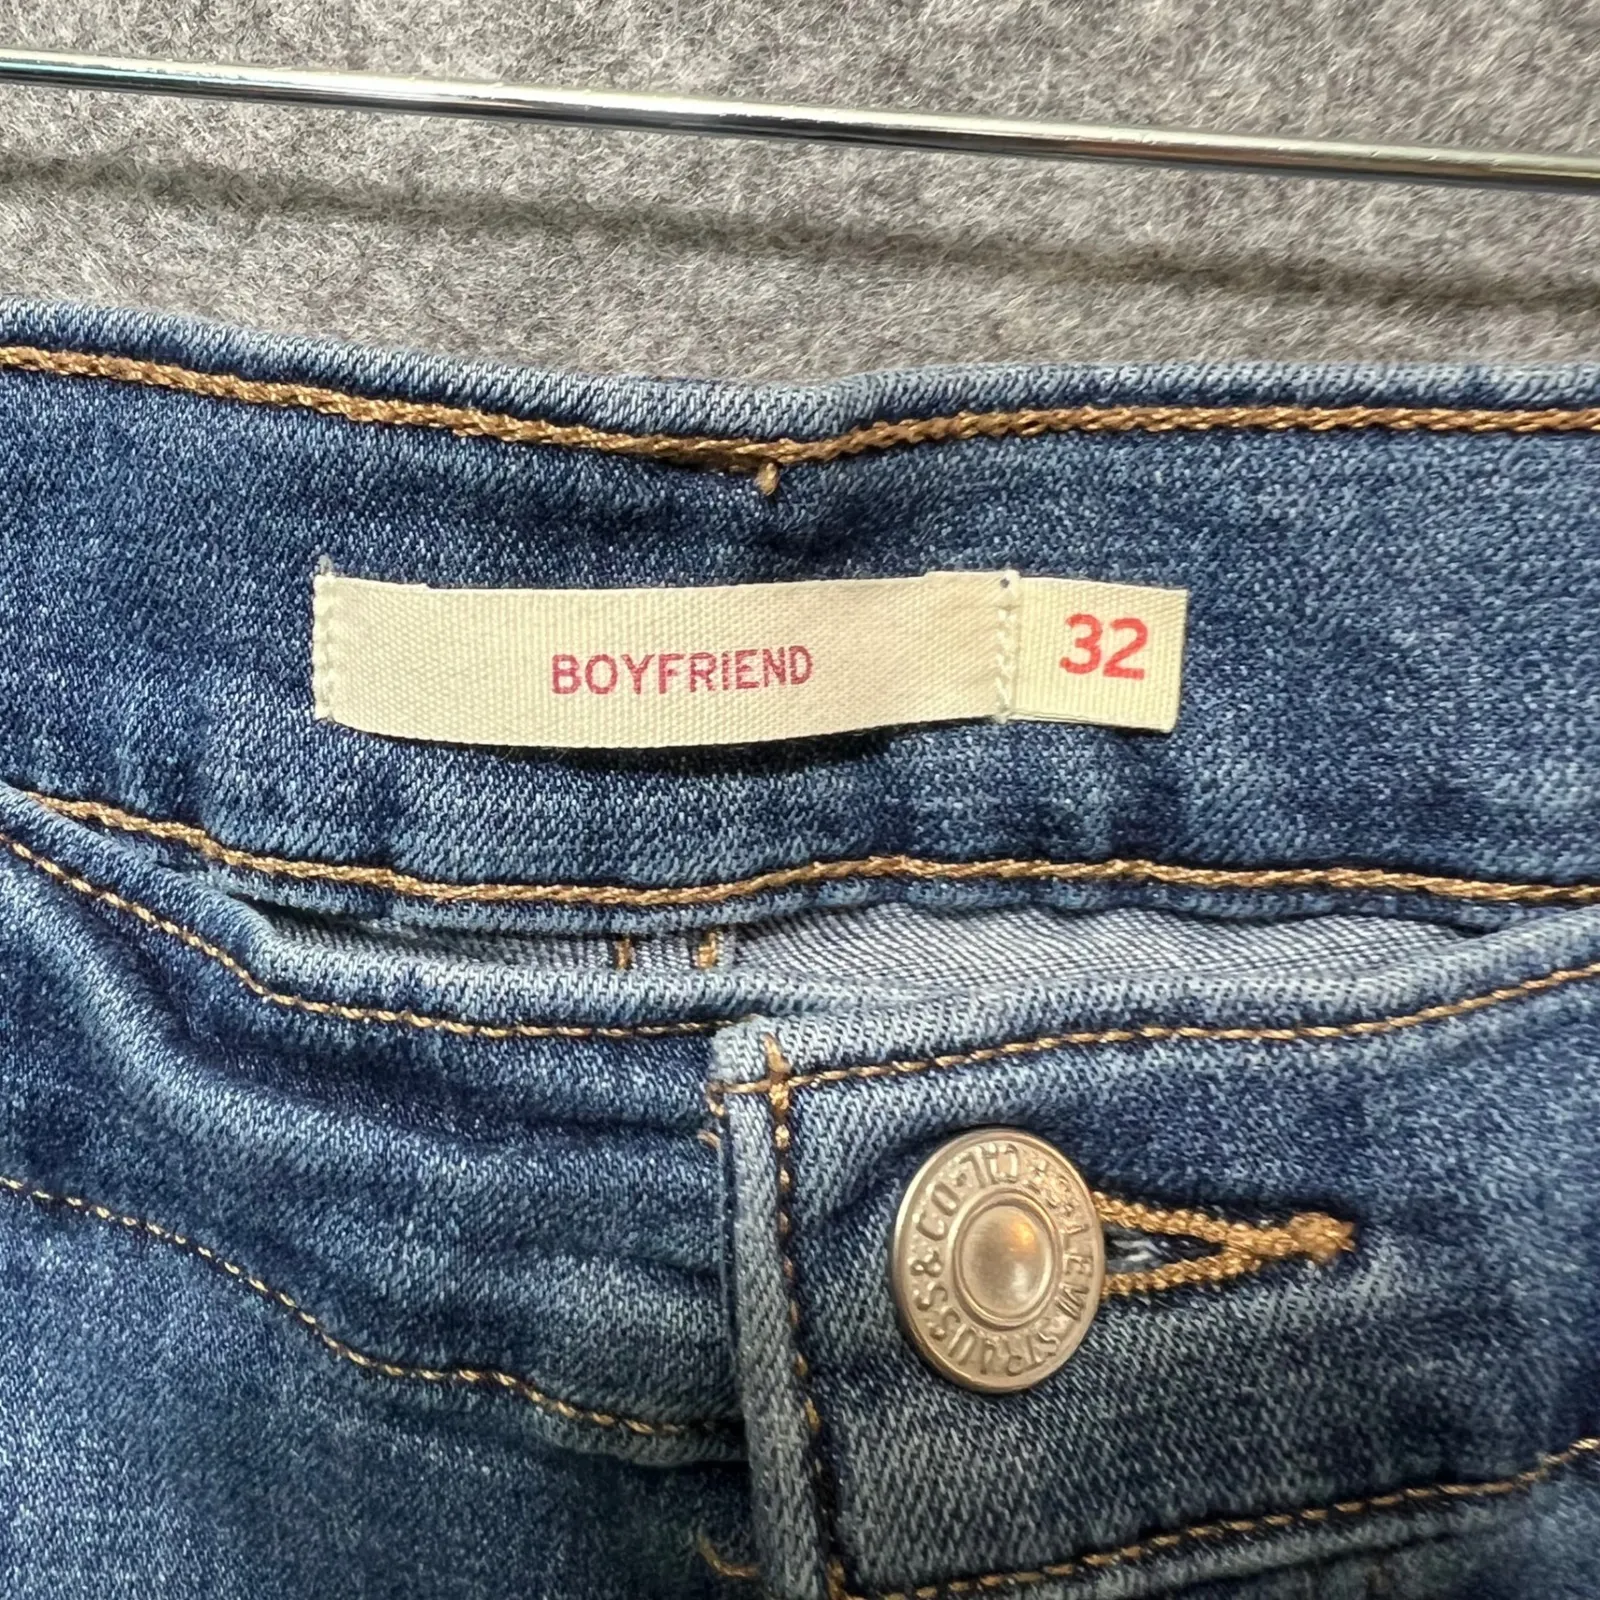 BOYFRIEND
32
LEVI STRAUSS & CO.
S.F. CAL.